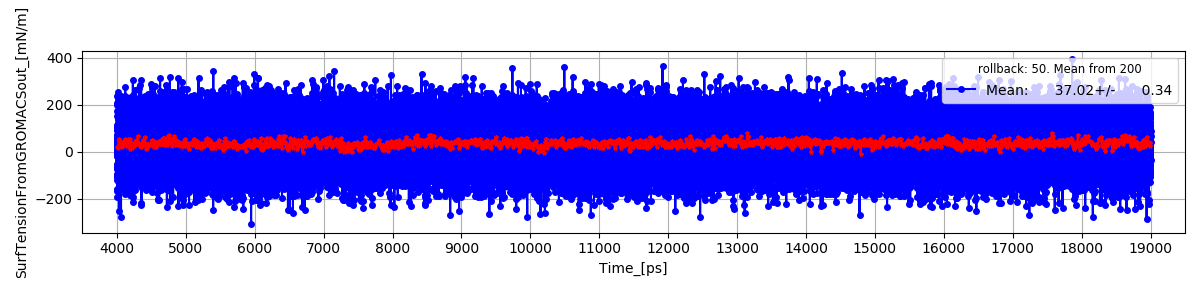 SurfTensionFromGROMACSout_[mN/m]
400
200
0
−200
rollback: 50. Mean from 200
Mean: 37.02+/- 0.34
4000 5000 6000 7000 8000 9000 10000 11000 12000 13000 14000 15000 16000 17000 18000 19000
Time_[ps]